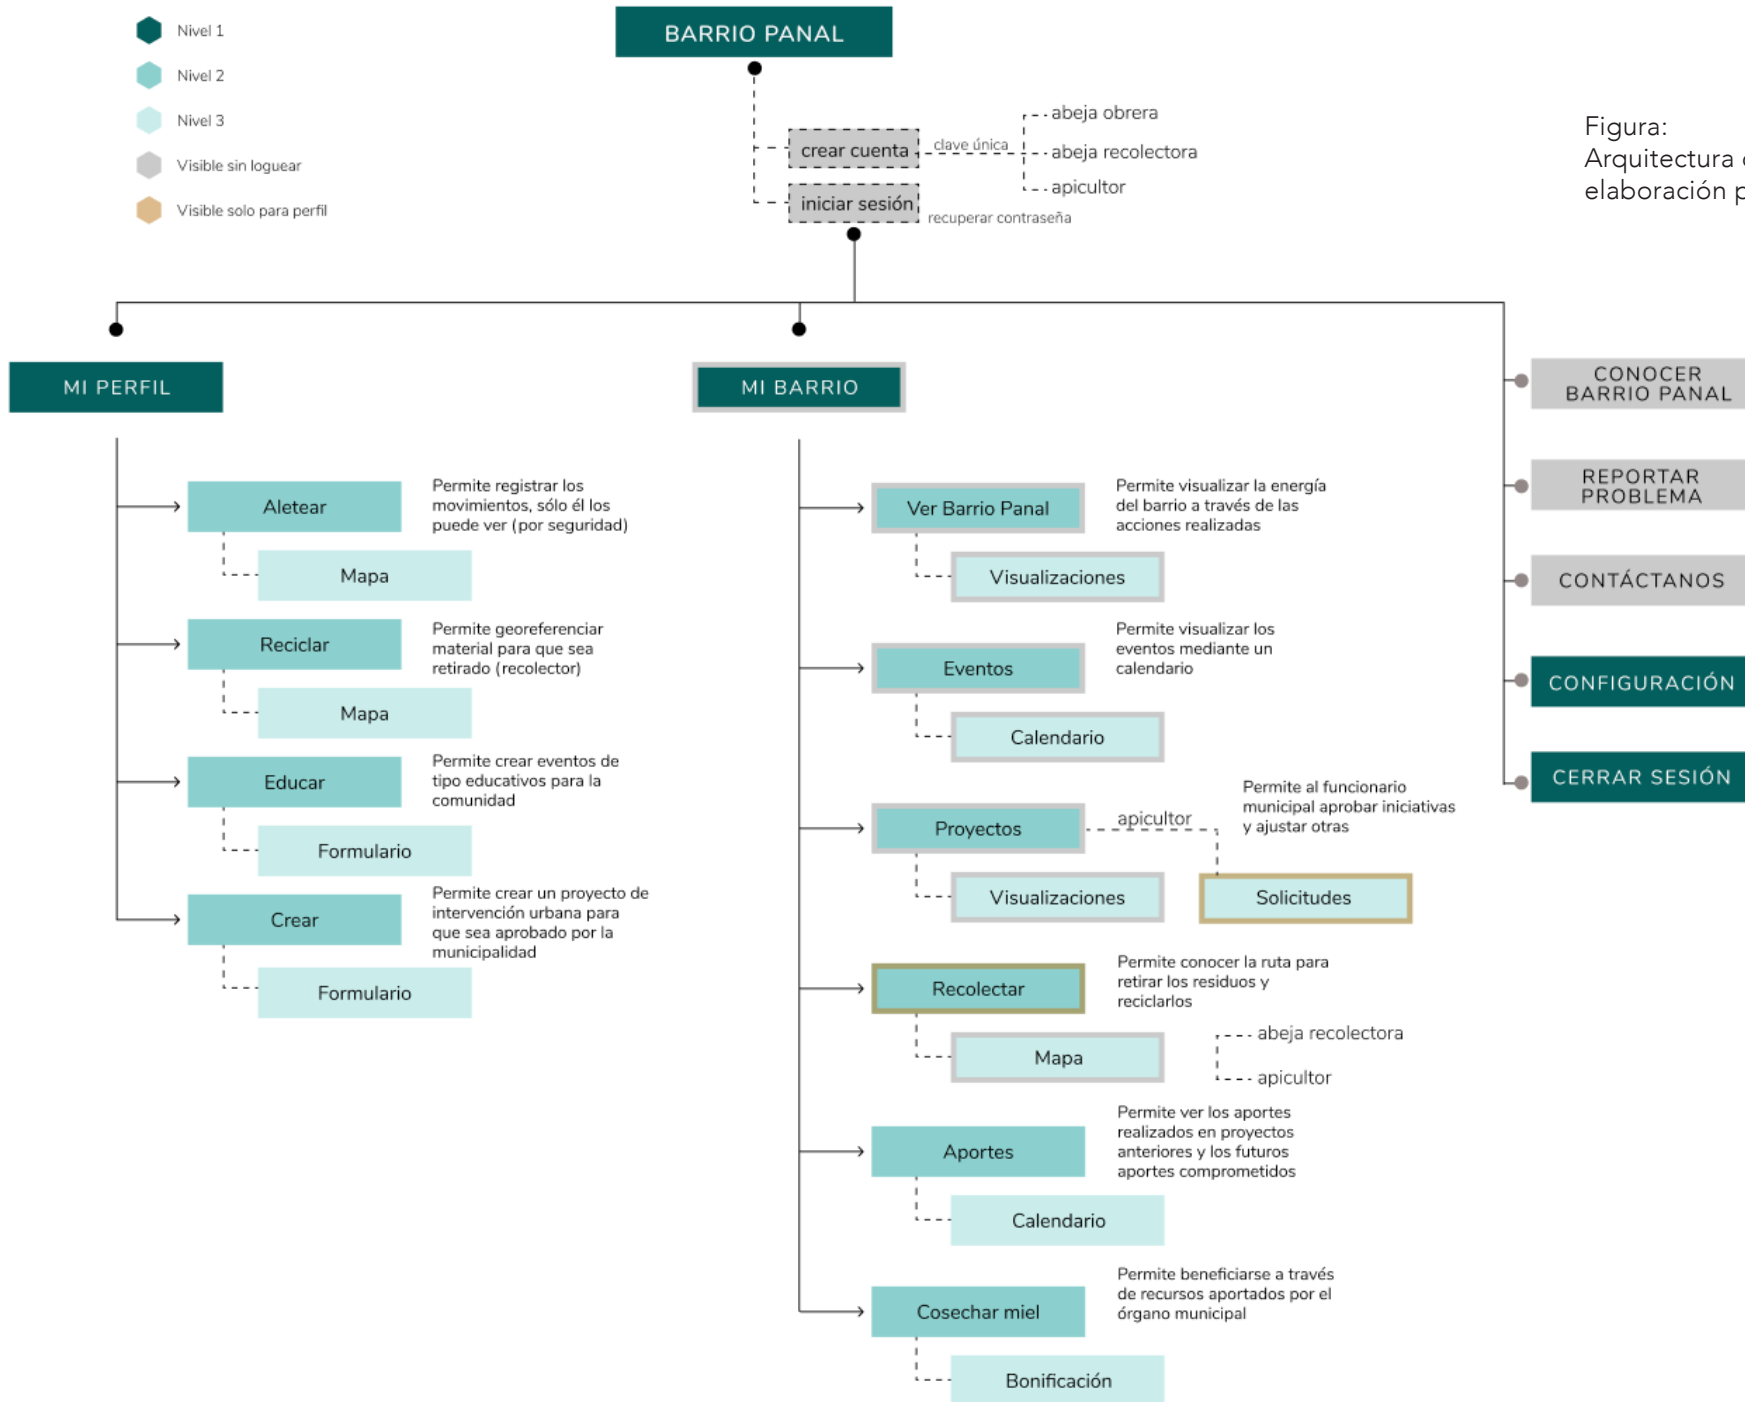 Nivel 1
Nivel 2
Nivel 3
Visible sin loguear
Visible solo para perfil
BARRIO PANAL
crear cuenta
clave única
abeja obrera
abeja recolectora
apicultor
iniciar sesión
recuperar contraseña
Figura:
Arquitectura
elaboración
MI PERFIL
Aletear
Permite registrar los
movimientos, sólo él los
puede ver (por seguridad)
Mapa
Reciclar
Permite georeferenciar
material para que sea
retirado (recolector)
Mapa
Educar
Permite crear eventos de
tipo educativos para la
comunidad
Formulario
Crear
Permite crear un proyecto de
intervención urbana para
que sea aprobado por la
municipalidad
Formulario
MI BARRIO
Ver Barrio Panal
Permite visualizar la energía
del barrio a través de las
acciones realizadas
Visualizaciones
Eventos
Permite visualizar los
eventos mediante un
calendario
Calendario
Proyectos
apicultor
Permite al funcionario
municipal aprobar iniciativas
y ajustar otras
Visualizaciones
Solicitudes
Recolectar
Permite conocer la ruta para
retirar los residuos y
reciclarlos
Mapa
abeja recolectora
apicultor
Aportes
Permite ver los aportes
realizados en proyectos
anteriores y los futuros
aportes comprometidos
Calendario
Cosechar miel
Permite beneficiarse a través
de recursos aportados por el
órgano municipal
Bonificación
CONOCER
BARRIO PANAL
REPORTAR
PROBLEMA
CONTÁCTANOS
CONFIGURACIÓN
CERRAR SESIÓN